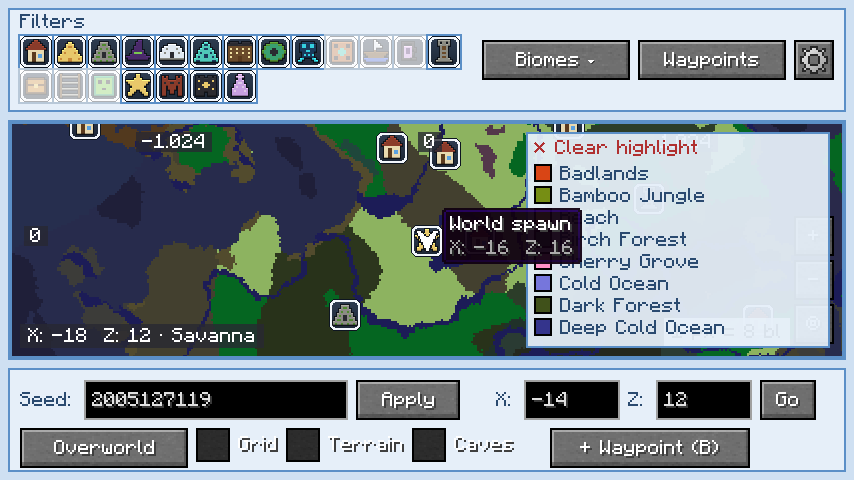 Filters
Biomes
Waypoints
-1.024
0
× Clear highlight
Badlands
Bamboo Jungle
World spawn
X: -16 Z: 16
0
Cherry Grove
Cold Ocean
Dark Forest
Deep Cold Ocean
X: -18 Z: 12 · Savanna
Seed:
2005127119
Apply
X:
-14
Z:
12
Go
Overworld
Grid
Terrain
Caves
+ Waypoint (B)